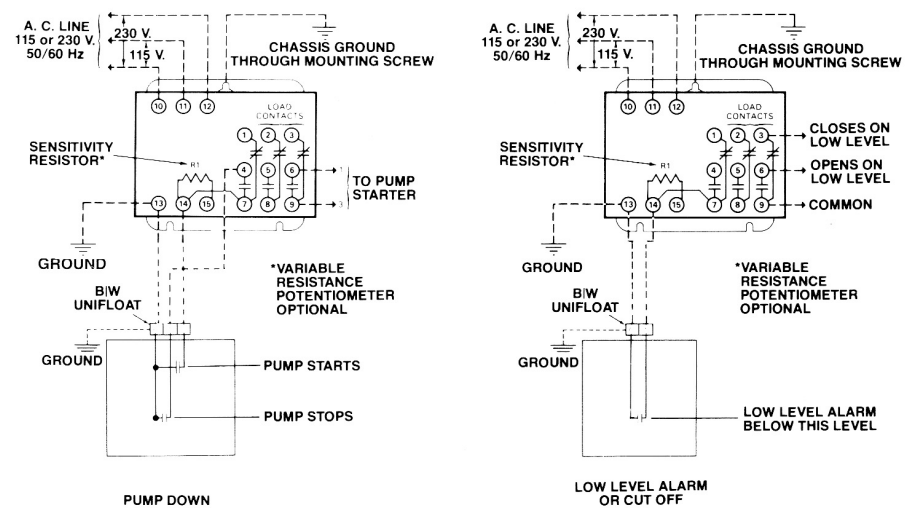 A. C. LINE
115 or 230 V.
50/60 Hz
230 V.
115 V.
CHASSIS GROUND
THROUGH MOUNTING SCREW
10 11 12
LOAD
CONTACTS
1 2 3
SENSITIVITY
RESISTOR*
R1
4 5 6
TO PUMP
STARTER
13 14 15 7 8 9
GROUND
*VARIABLE
RESISTANCE
POTENTIOMETER
OPTIONAL
B|W
UNIFLOAT
GROUND
PUMP STARTS
PUMP STOPS
PUMP DOWN
A. C. LINE
115 or 230 V.
50/60 Hz
230 V.
115 V.
CHASSIS GROUND
THROUGH MOUNTING SCREW
10 11 12
LOAD
CONTACTS
1 2 3
CLOSES ON
LOW LEVEL
SENSITIVITY
RESISTOR*
R1
4 5 6
OPENS ON
LOW LEVEL
13 14 15 7 8 9
COMMON
GROUND
*VARIABLE
RESISTANCE
POTENTIOMETER
OPTIONAL
B|W
UNIFLOAT
GROUND
LOW LEVEL ALARM
BELOW THIS LEVEL
LOW LEVEL ALARM
OR CUT OFF